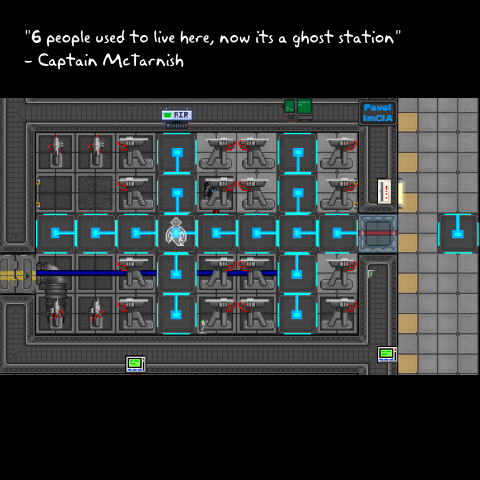 "6 people used to live here, now its a ghost station"
- Captain McTarnish
AIR
Pavel
ImCIA